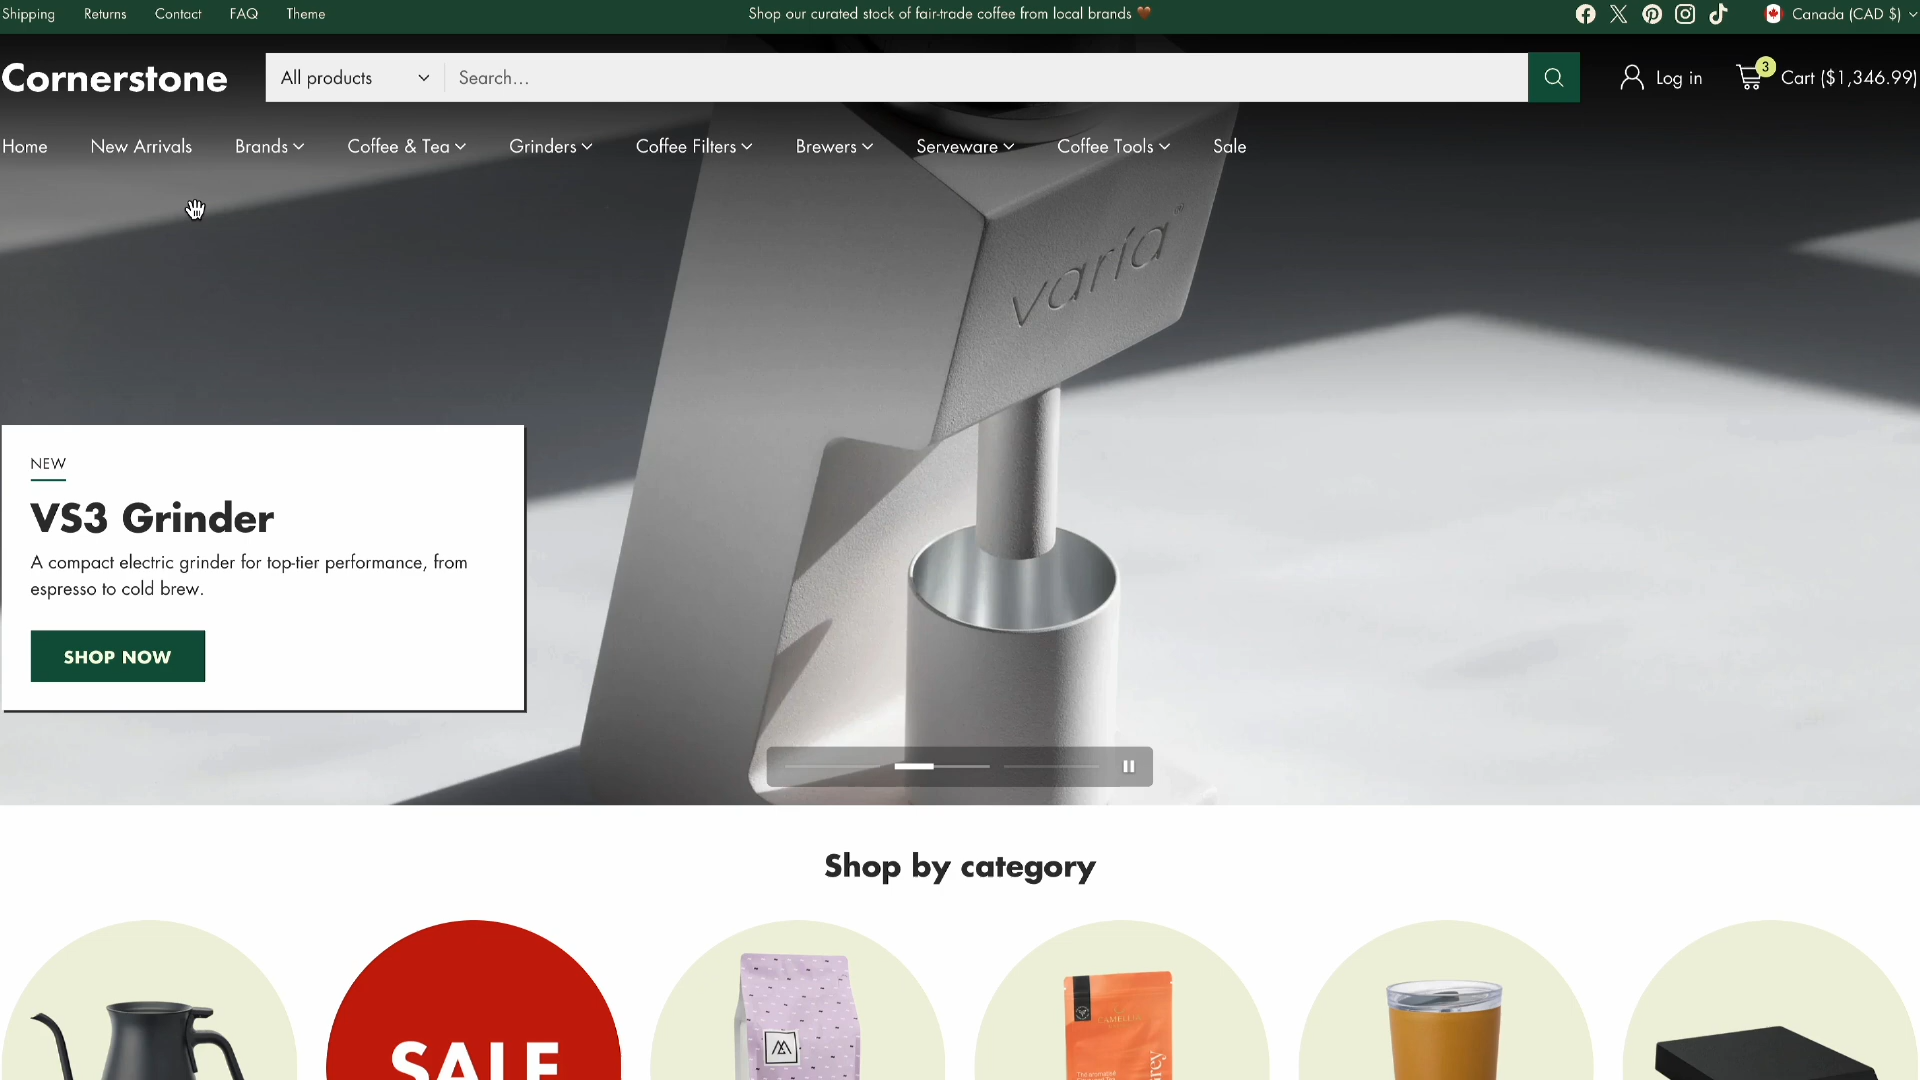 Shipping Returns Contact FAQ Theme
Shop our curated stock of fair-trade coffee from local brands 🤎
Canada (CAD $)
Cornerstone
All products
Search...
Log in
3
Cart ($1,346.99)
Home New Arrivals Brands Coffee & Tea Grinders Coffee Filters Brewers Serveware Coffee Tools Sale
varia
NEW
VS3 Grinder
A compact electric grinder for top-tier performance, from
espresso to cold brew.
SHOP NOW
Shop by category
SALE
CAMELLIA
The aromatise